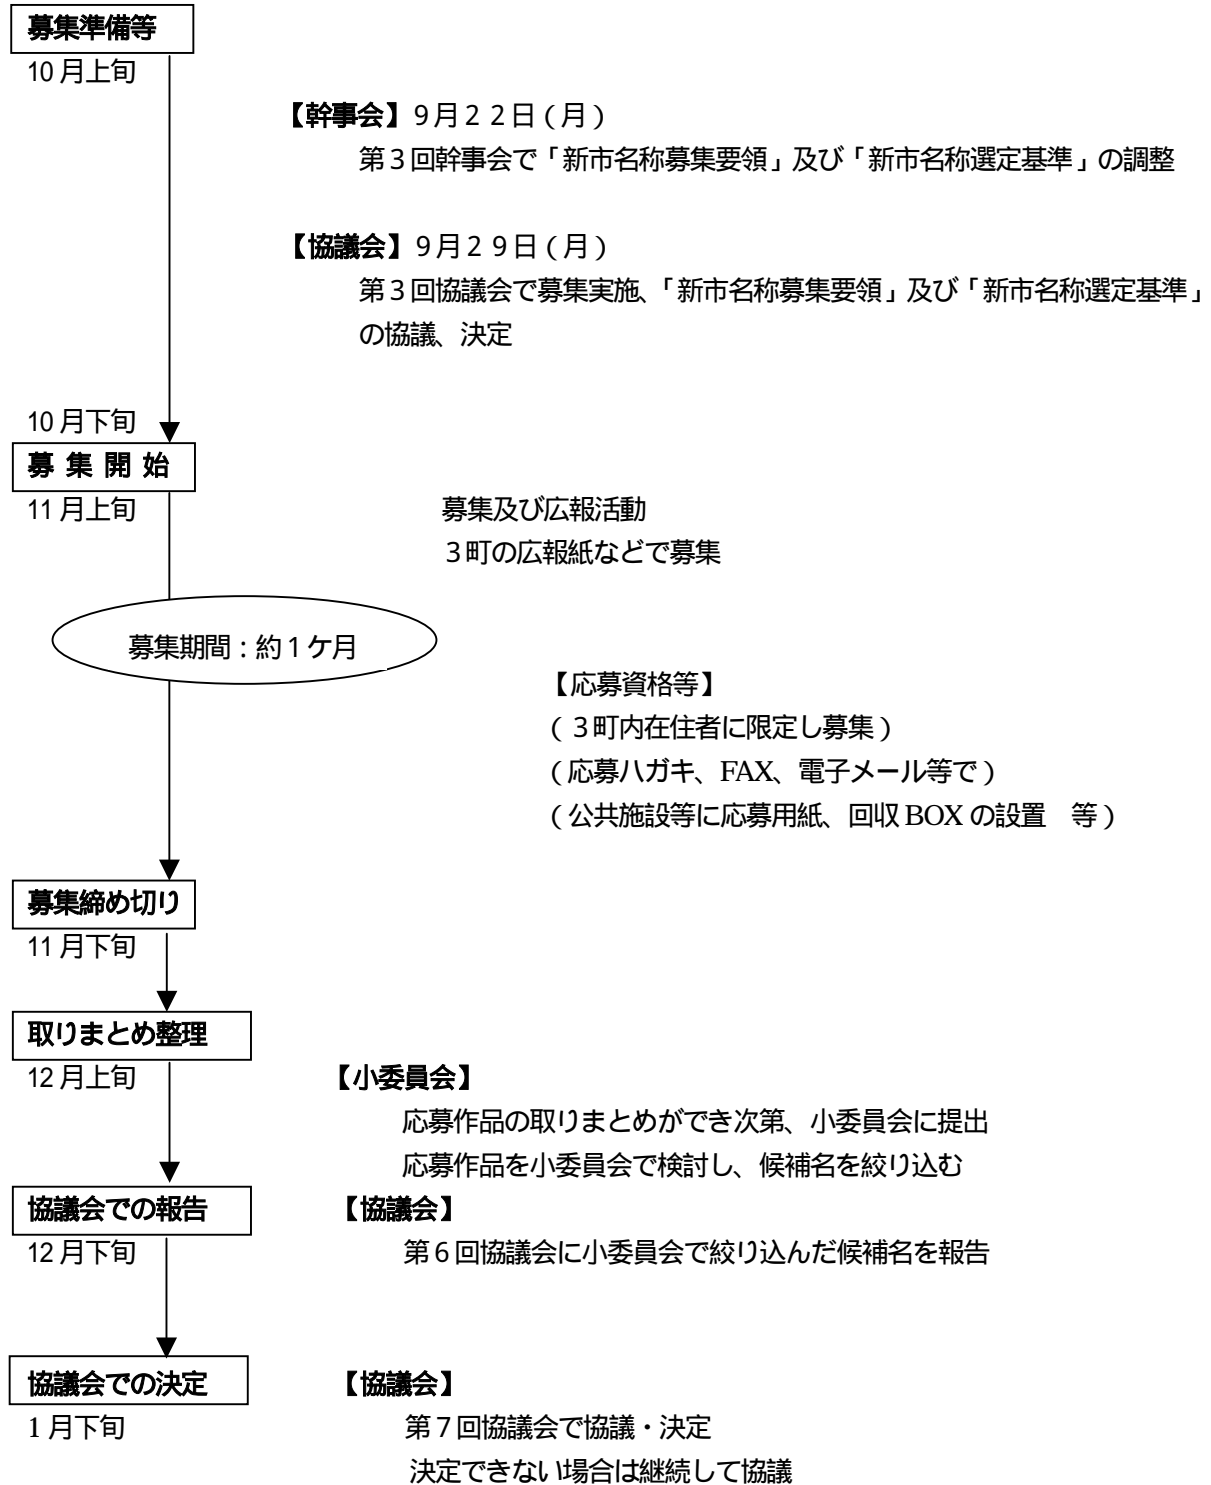 募集準備等
10月上旬
【幹事会】9月22日(月)
第3回幹事会で「新市名称募集要領」及び「新市名称選定基準」の調整
【協議会】9月29日(月)
第3回協議会で募集実施、「新市名称募集要領」及び「新市名称選定基準」
の協議、決定
10月下旬
募 集 開 始
11月上旬
募集及び広報活動
3町の広報紙などで募集
募集期間:約1ケ月
【応募資格等】
(3町内在住者に限定し募集)
(応募ハガキ、FAX、電子メール等で)
(公共施設等に応募用紙、回収BOXの設置 等)
募集締め切り
11月下旬
取りまとめ整理
12月上旬
【小委員会】
応募作品の取りまとめができ次第、小委員会に提出
応募作品を小委員会で検討し、候補名を絞り込む
協議会での報告
【協議会】
12月下旬
第6回協議会に小委員会で絞り込んだ候補名を報告
協議会での決定
【協議会】
1月下旬
第7回協議会で協議・決定
決定できない場合は継続して協議